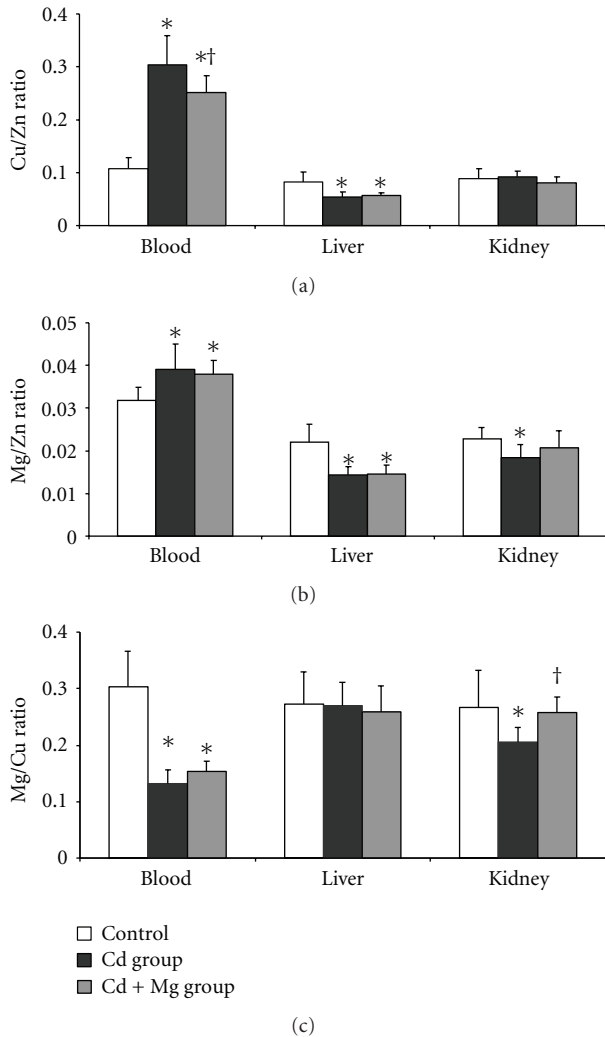 0.4
0.3
0.2
0.1
0
Cu/Zn ratio
*
*†
*
*
Blood Liver Kidney
(a)
0.05
0.04
0.03
0.02
0.01
0
Mg/Zn ratio
*
*
*
*
*
Blood Liver Kidney
(b)
0.4
0.3
0.2
0.1
0
Mg/Cu ratio
*
*
*
†
Blood Liver Kidney
Control
Cd group
Cd + Mg group
(c)